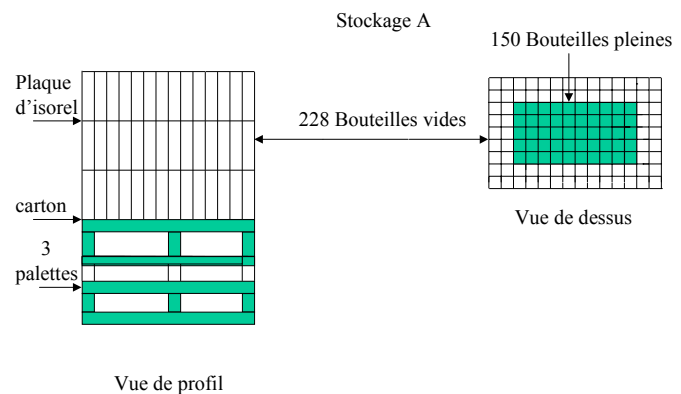 Stockage A
150 Bouteilles pleines
Plaque
d'isorel
228 Bouteilles vides
carton
Vue de dessus
3
palettes
Vue de profil